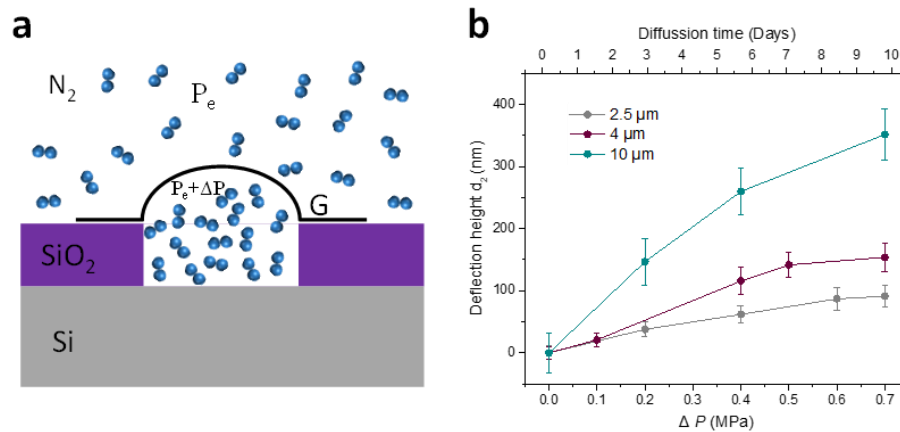 a
N₂
Pₑ
Pₑ+ΔP
G
SiO₂
Si
b
Diffussion time (Days)
0 1 2 3 4 5 6 7 8 9 10
2.5 µm
4 µm
10 µm
Deflection height d₂ (nm)
400
300
200
100
0
0.0 0.1 0.2 0.3 0.4 0.5 0.6 0.7
Δ P (MPa)